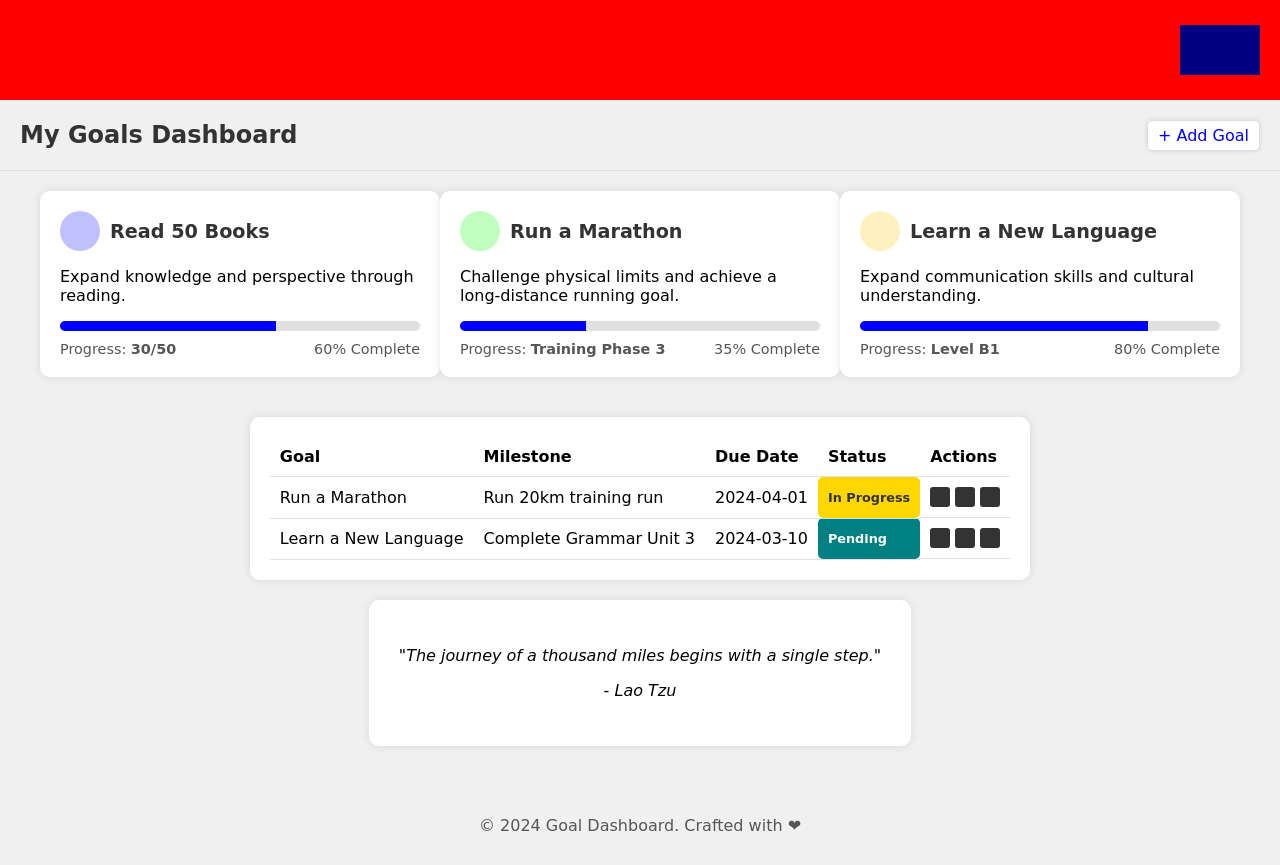 My Goals Dashboard
+ Add Goal
Read 50 Books
Expand knowledge and perspective through
reading.
Progress: 30/50
60% Complete
Run a Marathon
Challenge physical limits and achieve a
long-distance running goal.
Progress: Training Phase 3
35% Complete
Learn a New Language
Expand communication skills and cultural
understanding.
Progress: Level B1
80% Complete
Goal Milestone Due Date Status Actions
Run a Marathon Run 20km training run 2024-04-01 In Progress
Learn a New Language Complete Grammar Unit 3 2024-03-10 Pending
"The journey of a thousand miles begins with a single step."
- Lao Tzu
© 2024 Goal Dashboard. Crafted with ❤